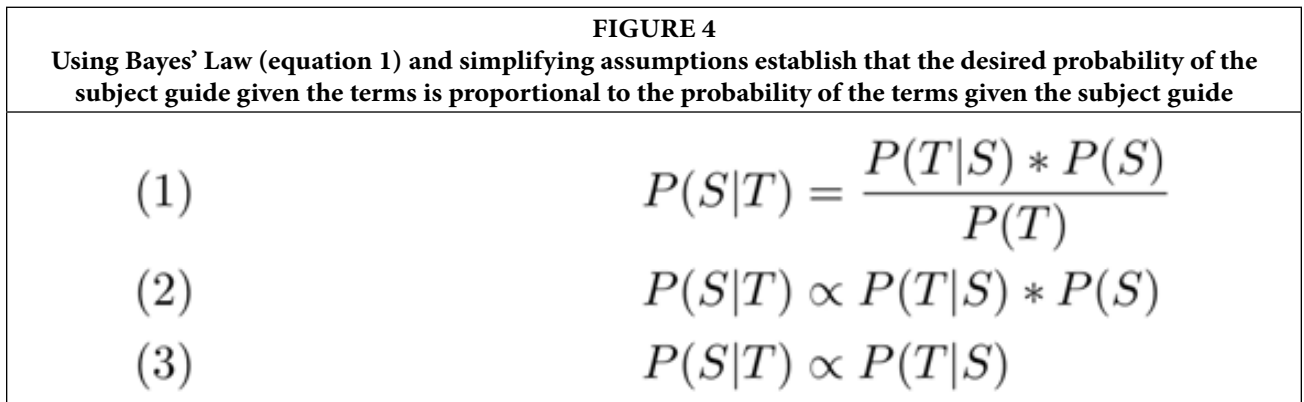 FIGURE 4
Using Bayes’ Law (equation 1) and simplifying assumptions establish that the desired probability of the
subject guide given the terms is proportional to the probability of the terms given the subject guide
(1) P(S|T) = P(T|S) ∗ P(S) / P(T)
(2) P(S|T) ∝ P(T|S) ∗ P(S)
(3) P(S|T) ∝ P(T|S)